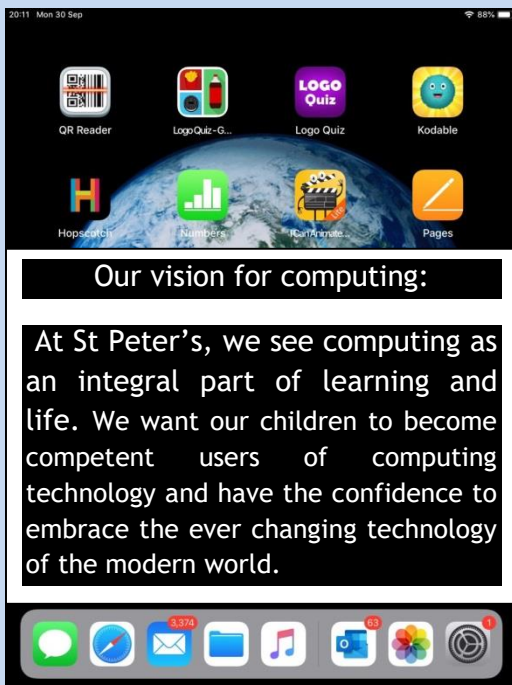 20:11 Mon 30 Sep 88%
LOGO
Quiz
QR Reader LogoQuiz-G... Logo Quiz Kodable
H Lite
Hopscotch Numbers ICanAnimate... Pages
Our vision for computing:
At St Peter’s, we see computing as
an integral part of learning and
life. We want our children to become
competent users of computing
technology and have the confidence to
embrace the ever changing technology
of the modern world.
3,374 63 1